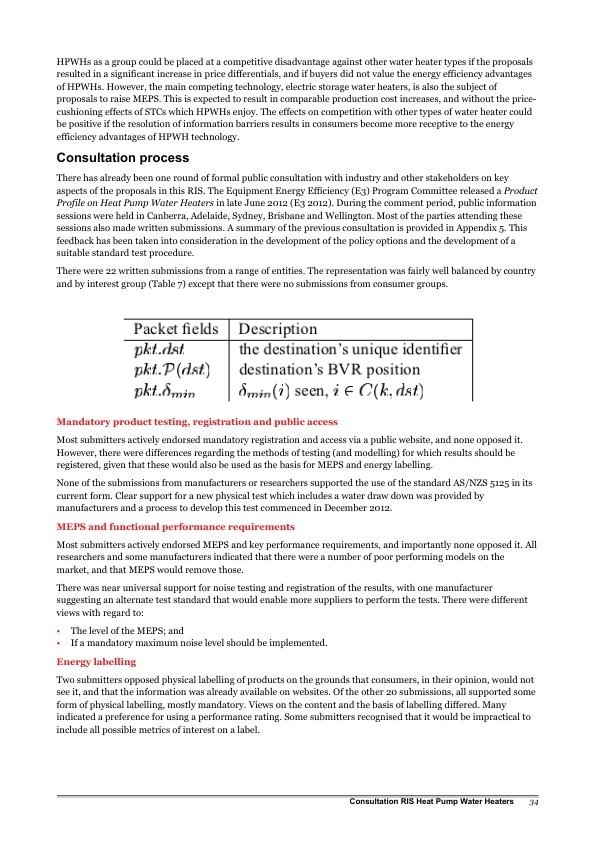 HPWHs as a group could be placed at a competitive disadvantage against other water heater types if the proposals
resulted in a significant increase in price differentials, and if buyers did not value the energy efficiency advantages
of HPWHs. However, the main competing technology, electric storage water heaters, is also the subject of
proposals to raise MEPS. This is expected to result in comparable production cost increases, and without the price-
cushioning effects of STCs which HPWHs enjoy. The effects on competition with other types of water heater could
be positive if the resolution of information barriers results in consumers become more receptive to the energy
efficiency advantages of HPWH technology.
Consultation process
There has already been one round of formal public consultation with industry and other stakeholders on key
aspects of the proposals in this RIS. The Equipment Energy Efficiency (E3) Program Committee released a Product
Profile on Heat Pump Water Heaters in late June 2012 (E3 2012). During the comment period, public information
sessions were held in Canberra, Adelaide, Sydney, Brisbane and Wellington. Most of the parties attending these
sessions also made written submissions. A summary of the previous consultation is provided in Appendix 5. This
feedback has been taken into consideration in the development of the policy options and the development of a
suitable standard test procedure.
There were 22 written submissions from a range of entities. The representation was fairly well balanced by country
and by interest group (Table 7) except that there were no submissions from consumer groups.
Packet fields Description
pkt.dst the destination's unique identifier
pkt.P(dst) destination's BVR position
pkt.δmin δmin(i) seen, i ∈ C(k, dst)
Mandatory product testing, registration and public access
Most submitters actively endorsed mandatory registration and access via a public website, and none opposed it.
However, there were differences regarding the methods of testing (and modelling) for which results should be
registered, given that these would also be used as the basis for MEPS and energy labelling.
None of the submissions from manufacturers or researchers supported the use of the standard AS/NZS 5125 in its
current form. Clear support for a new physical test which includes a water draw down was provided by
manufacturers and a process to develop this test commenced in December 2012.
MEPS and functional performance requirements
Most submitters actively endorsed MEPS and key performance requirements, and importantly none opposed it. All
researchers and some manufacturers indicated that there were a number of poor performing models on the
market, and that MEPS would remove those.
There was near universal support for noise testing and registration of the results, with one manufacturer
suggesting an alternate test standard that would enable more suppliers to perform the tests. There were different
views with regard to:
• The level of the MEPS; and
• If a mandatory maximum noise level should be implemented.
Energy labelling
Two submitters opposed physical labelling of products on the grounds that consumers, in their opinion, would not
see it, and that the information was already available on websites. Of the other 20 submissions, all supported some
form of physical labelling, mostly mandatory. Views on the content and the basis of labelling differed. Many
indicated a preference for using a performance rating. Some submitters recognised that it would be impractical to
include all possible metrics of interest on a label.
Consultation RIS Heat Pump Water Heaters 34